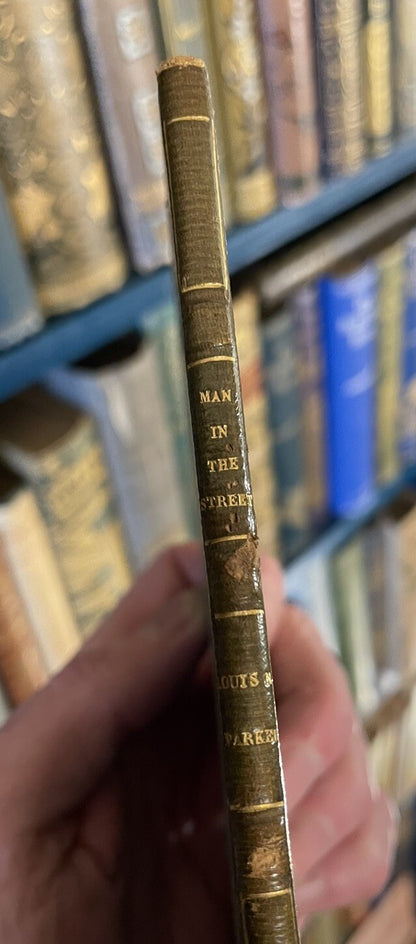 MAN
IN
THE
STREET
LOUIS N.
PARKER